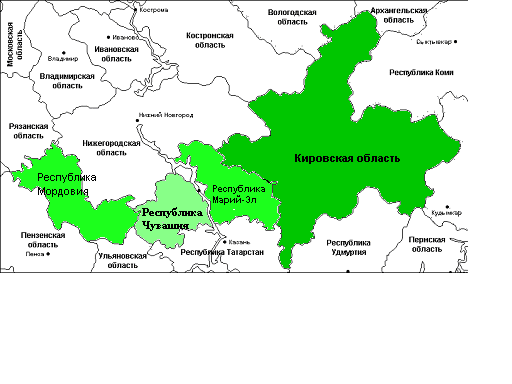 Кострома
Вологодская
область
Архангельская
область
Московская
область
Ивановская
область
Иваново
Владимир
Костромская
область
Сыктывкар
Республика Коми
Владимирская
область
Рязанская
область
Нижний Новгород
Нижегородская
область
Кировская область
Республика
Мордовия
Республика
Марий-Эл
Республика
Чувашия
Кудымкар
Пензенская
область
Пенза
Ульяновская
область
Казань
Республика Татарстан
Республика
Удмуртия
Пермская
область